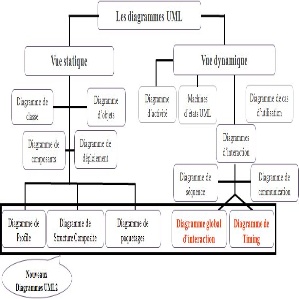 Les diagrammes UML
Vue statique
Vue dynamique
Diagramme de
classe
Diagramme
d'objets
Diagramme
d'activité
Machines
d'états UML
Diagramme de cas
d'utilisation
Diagramme de
composants
Diagramme de
déploiement
Diagrammes
d'interaction
Diagramme de
séquence
Diagramme de
communication
Diagramme de
Profile
Diagramme de
Structure Composite
Diagramme de
paquetages
Diagramme global
d'interaction
Diagramme de
Timing
Nouveaux
Diagrammes UML2